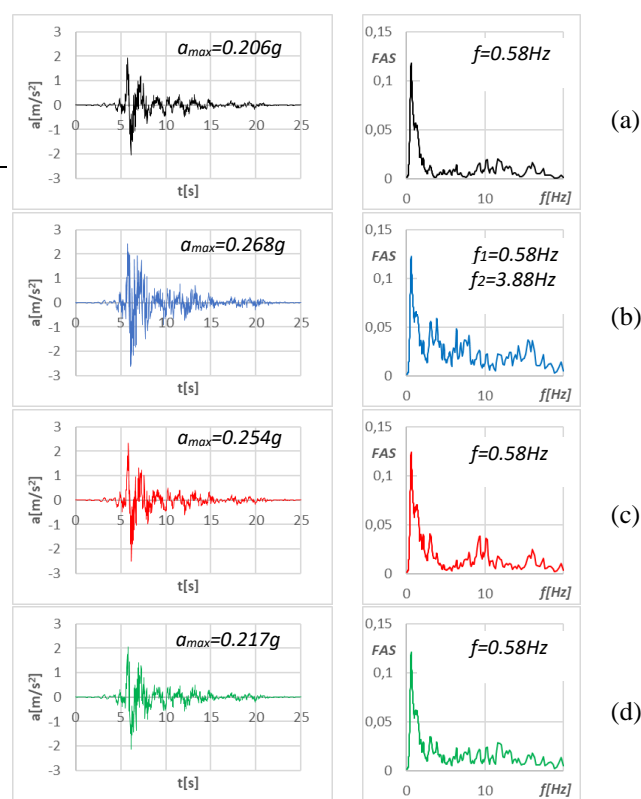 3
2
1
0
-1
-2
-3
a[m/s²]
amax=0.206g
0 5 10 15 20 25
t[s]
0,15
FAS
0,1
0,05
0
f=0.58Hz
0 10
f[Hz]
(a)
3
2
1
0
-1
-2
-3
a[m/s²]
amax=0.268g
0 5 10 15 20 25
t[s]
0,15
FAS
0,1
0,05
0
f1=0.58Hz
f2=3.88Hz
0 10
f[Hz]
(b)
3
2
1
0
-1
-2
-3
a[m/s²]
amax=0.254g
0 5 10 15 20 25
t[s]
0,15
FAS
0,1
0,05
0
f=0.58Hz
0 10
f[Hz]
(c)
3
2
1
0
-1
-2
-3
a[m/s²]
amax=0.217g
0 5 10 15 20 25
t[s]
0,15
FAS
0,1
0,05
0
f=0.58Hz
0 10
f[Hz]
(d)